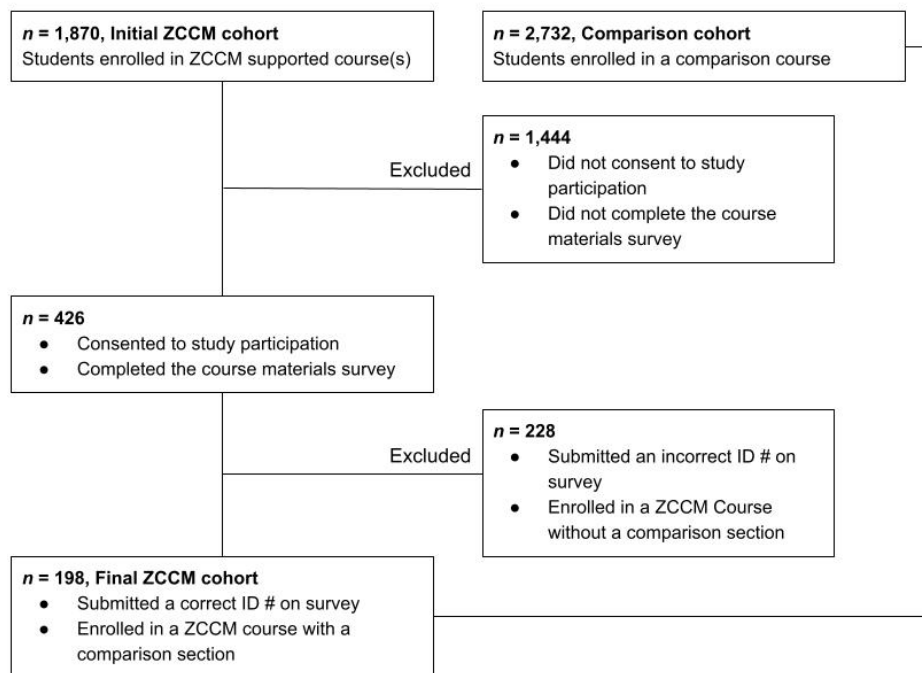 n = 1,870, Initial ZCCM cohort
Students enrolled in ZCCM supported course(s)
n = 2,732, Comparison cohort
Students enrolled in a comparison course
Excluded
n = 1,444
● Did not consent to study
participation
● Did not complete the course
materials survey
n = 426
● Consented to study participation
● Completed the course materials survey
Excluded
n = 228
● Submitted an incorrect ID # on
survey
● Enrolled in a ZCCM Course
without a comparison section
n = 198, Final ZCCM cohort
● Submitted a correct ID # on survey
● Enrolled in a ZCCM course with a
comparison section